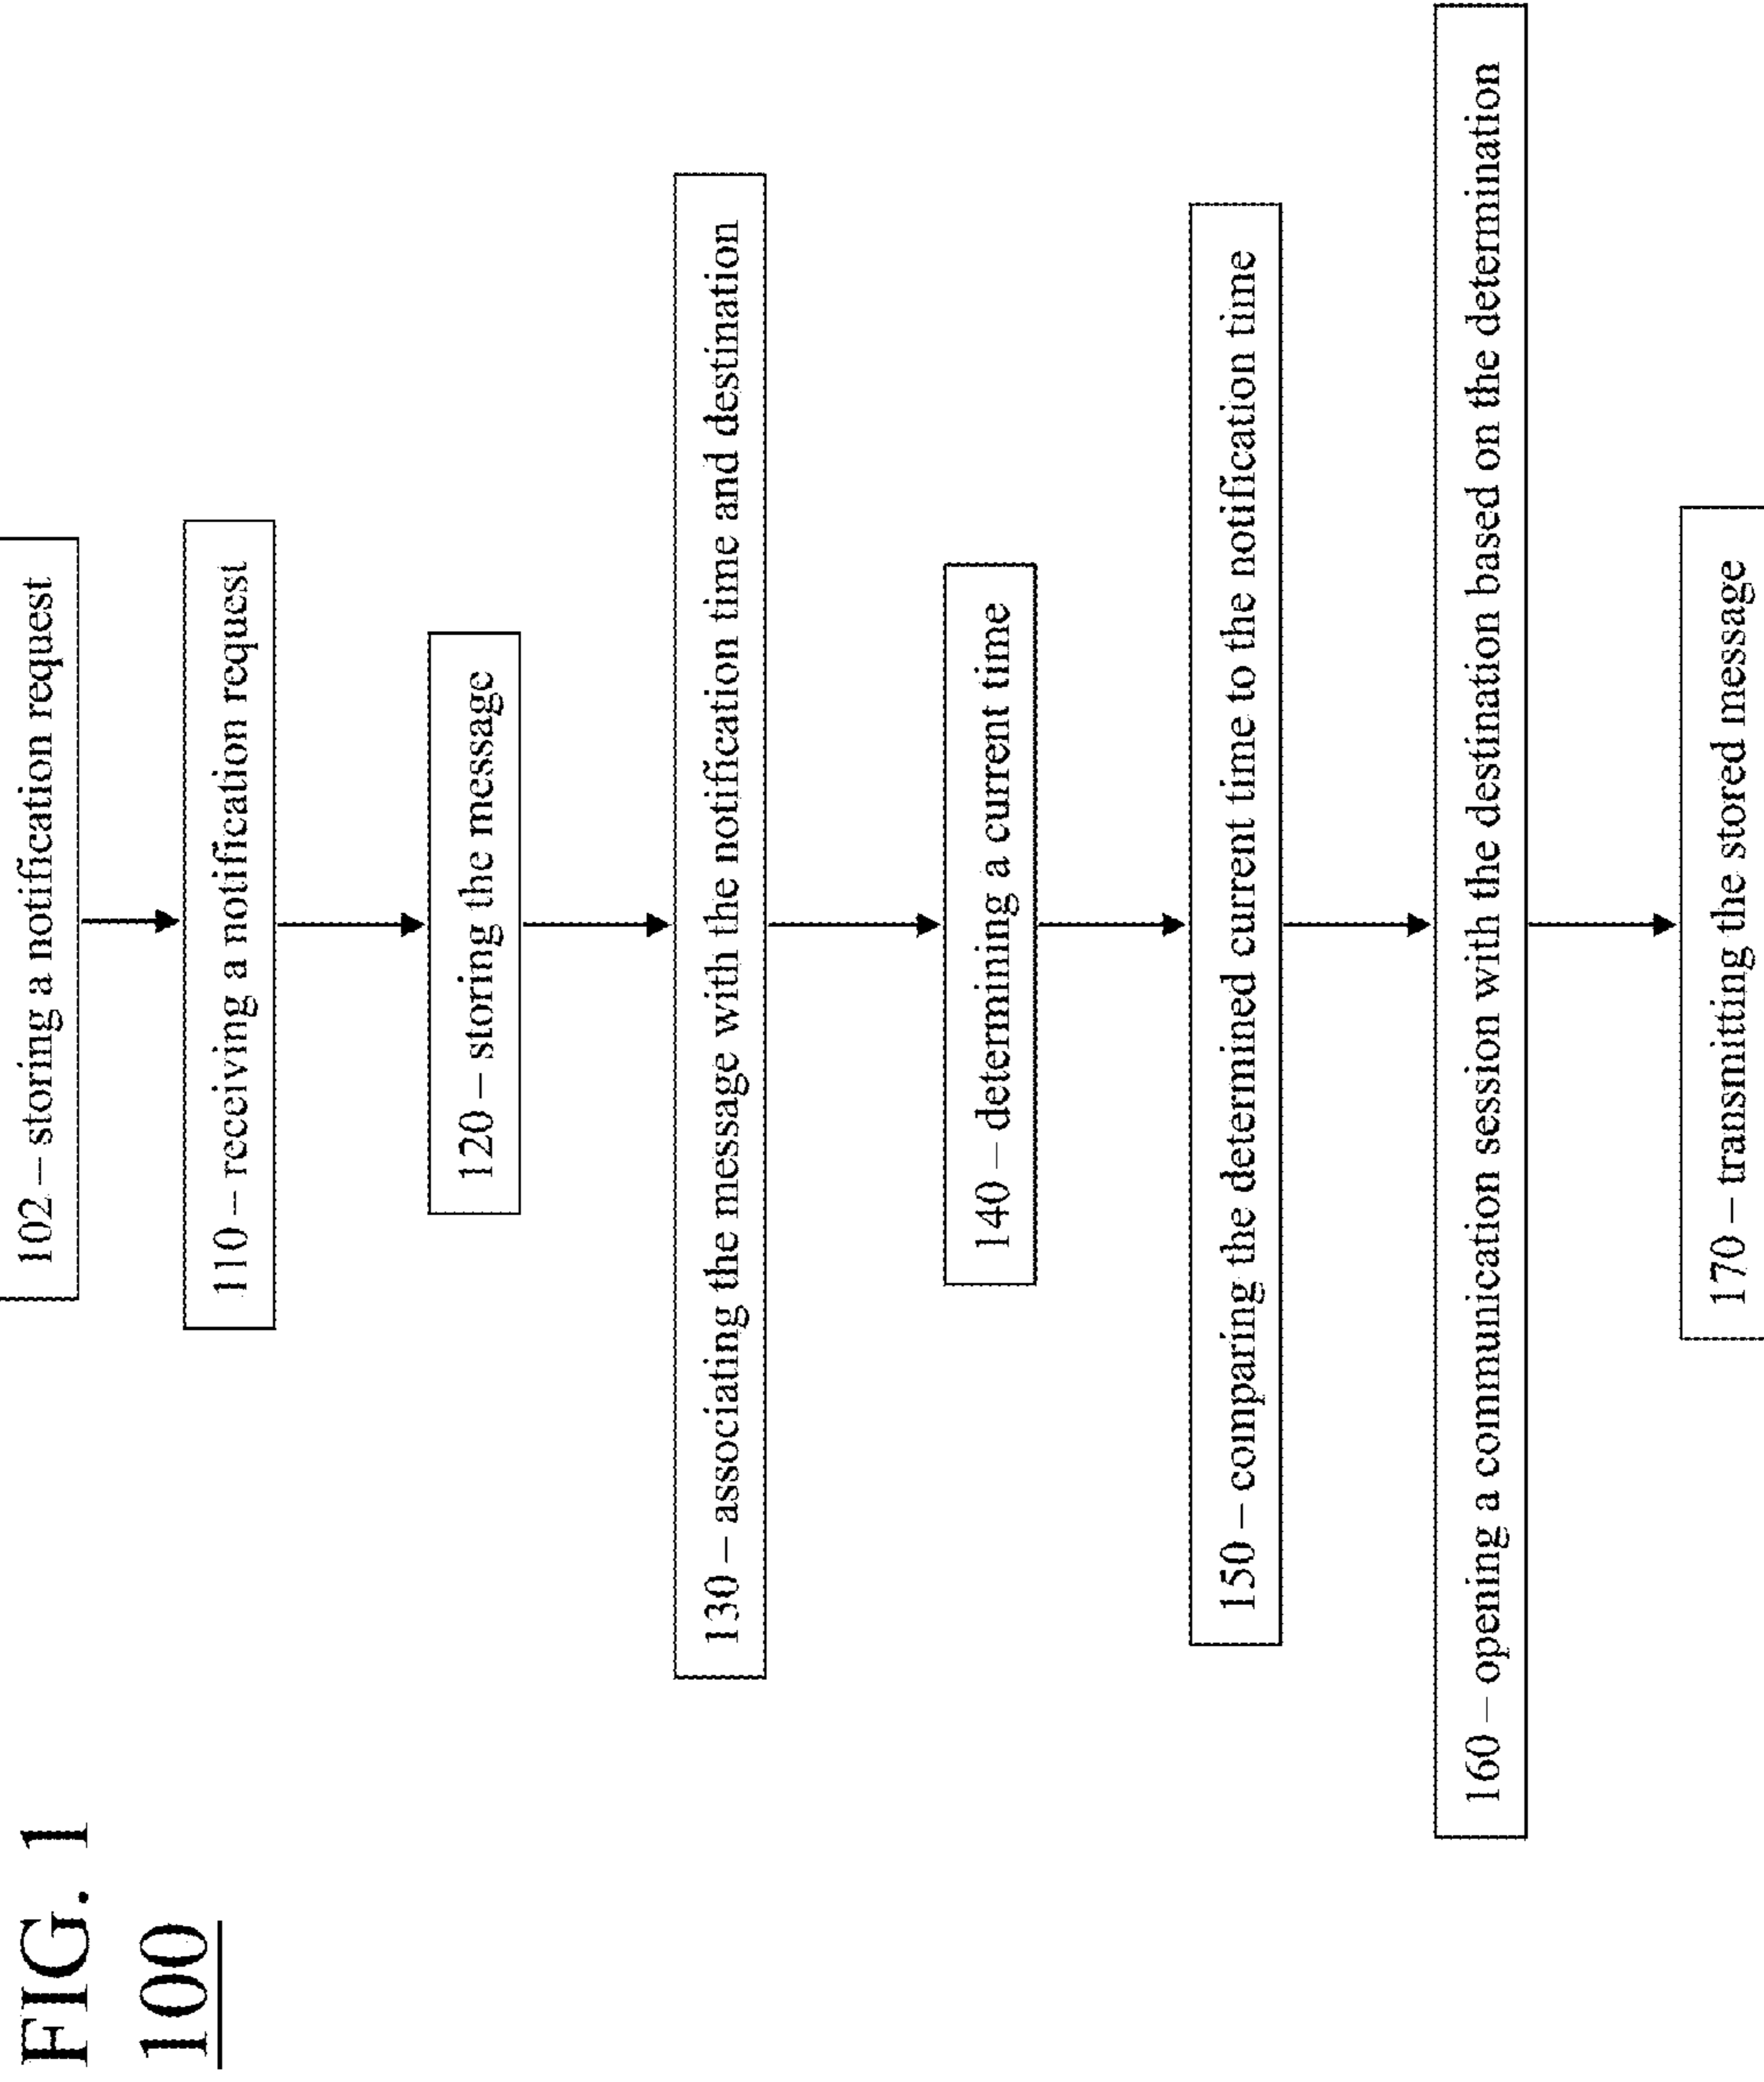 FIG. 1
100
102 – storing a notification request
110 – receiving a notification request
120 – storing the message
130 – associating the message with the notification time and destination
140 – determining a current time
150 – comparing the determined current time to the notification time
160 – opening a communication session with the destination based on the determination
170 – transmitting the stored message